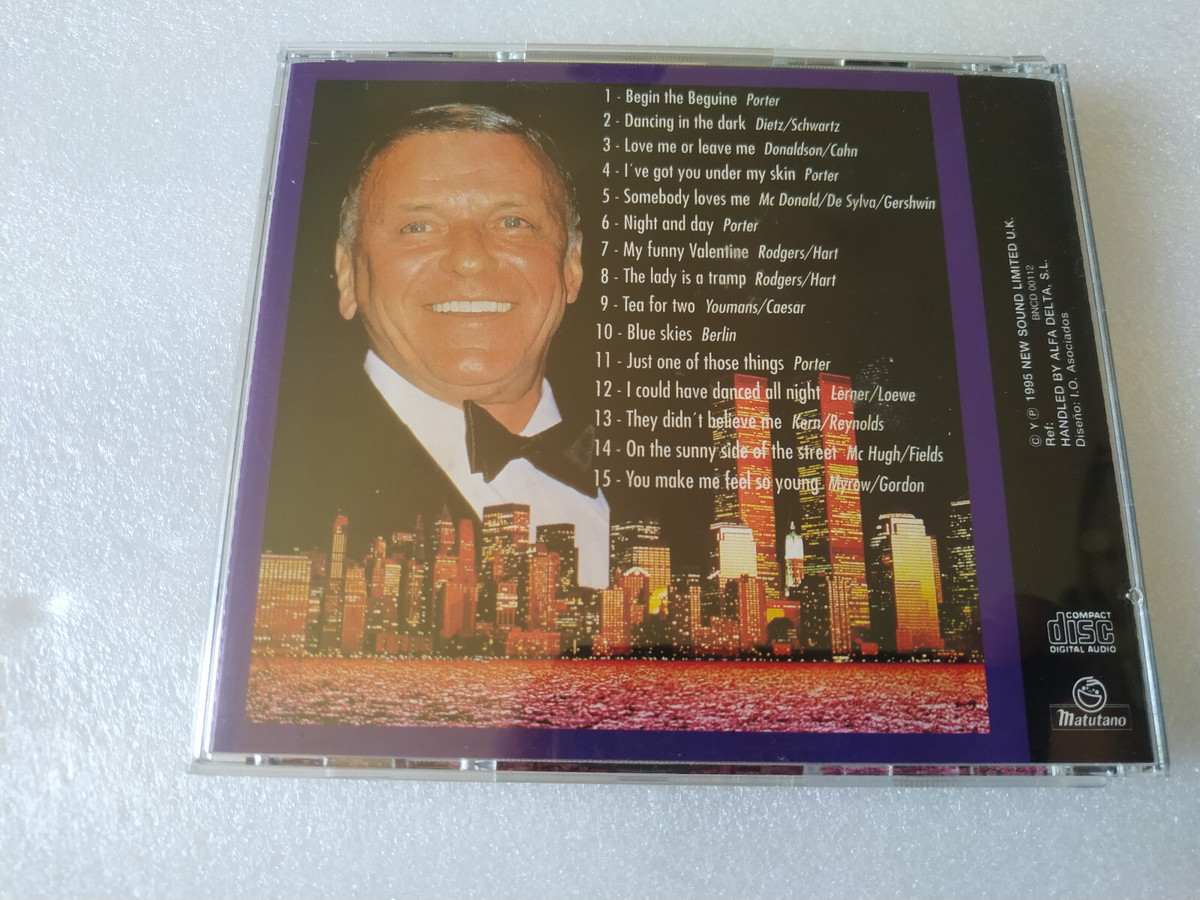 1 - Begin the Beguine Porter
2 - Dancing in the dark Dietz/Schwartz
3 - Love me or leave me Donaldson/Cahn
4 - I´ve got you under my skin Porter
5 - Somebody loves me Mc Donald/De Sylva/Gershwin
6 - Night and day Porter
7 - My funny Valentine Rodgers/Hart
8 - The lady is a tramp Rodgers/Hart
9 - Tea for two Youmans/Caesar
10 - Blue skies Berlin
11 - Just one of those things Porter
12 - I could have danced all night Lerner/Loewe
13 - They didn´t believe me Kern/Reynolds
14 - On the sunny side of the street Mc Hugh/Fields
15 - You make me feel so young Myrow/Gordon
© Y ℗ 1995 NEW SOUND LIMITED U.K.
Ref: BNCD 00112
HANDLED BY ALFA DELTA, S.L.
Diseño: I.O. Asociados
COMPACT
disc
DIGITAL AUDIO
Matutano